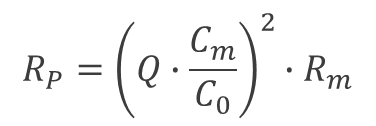 R_P = (Q · C_m / C_0)^2 · R_m